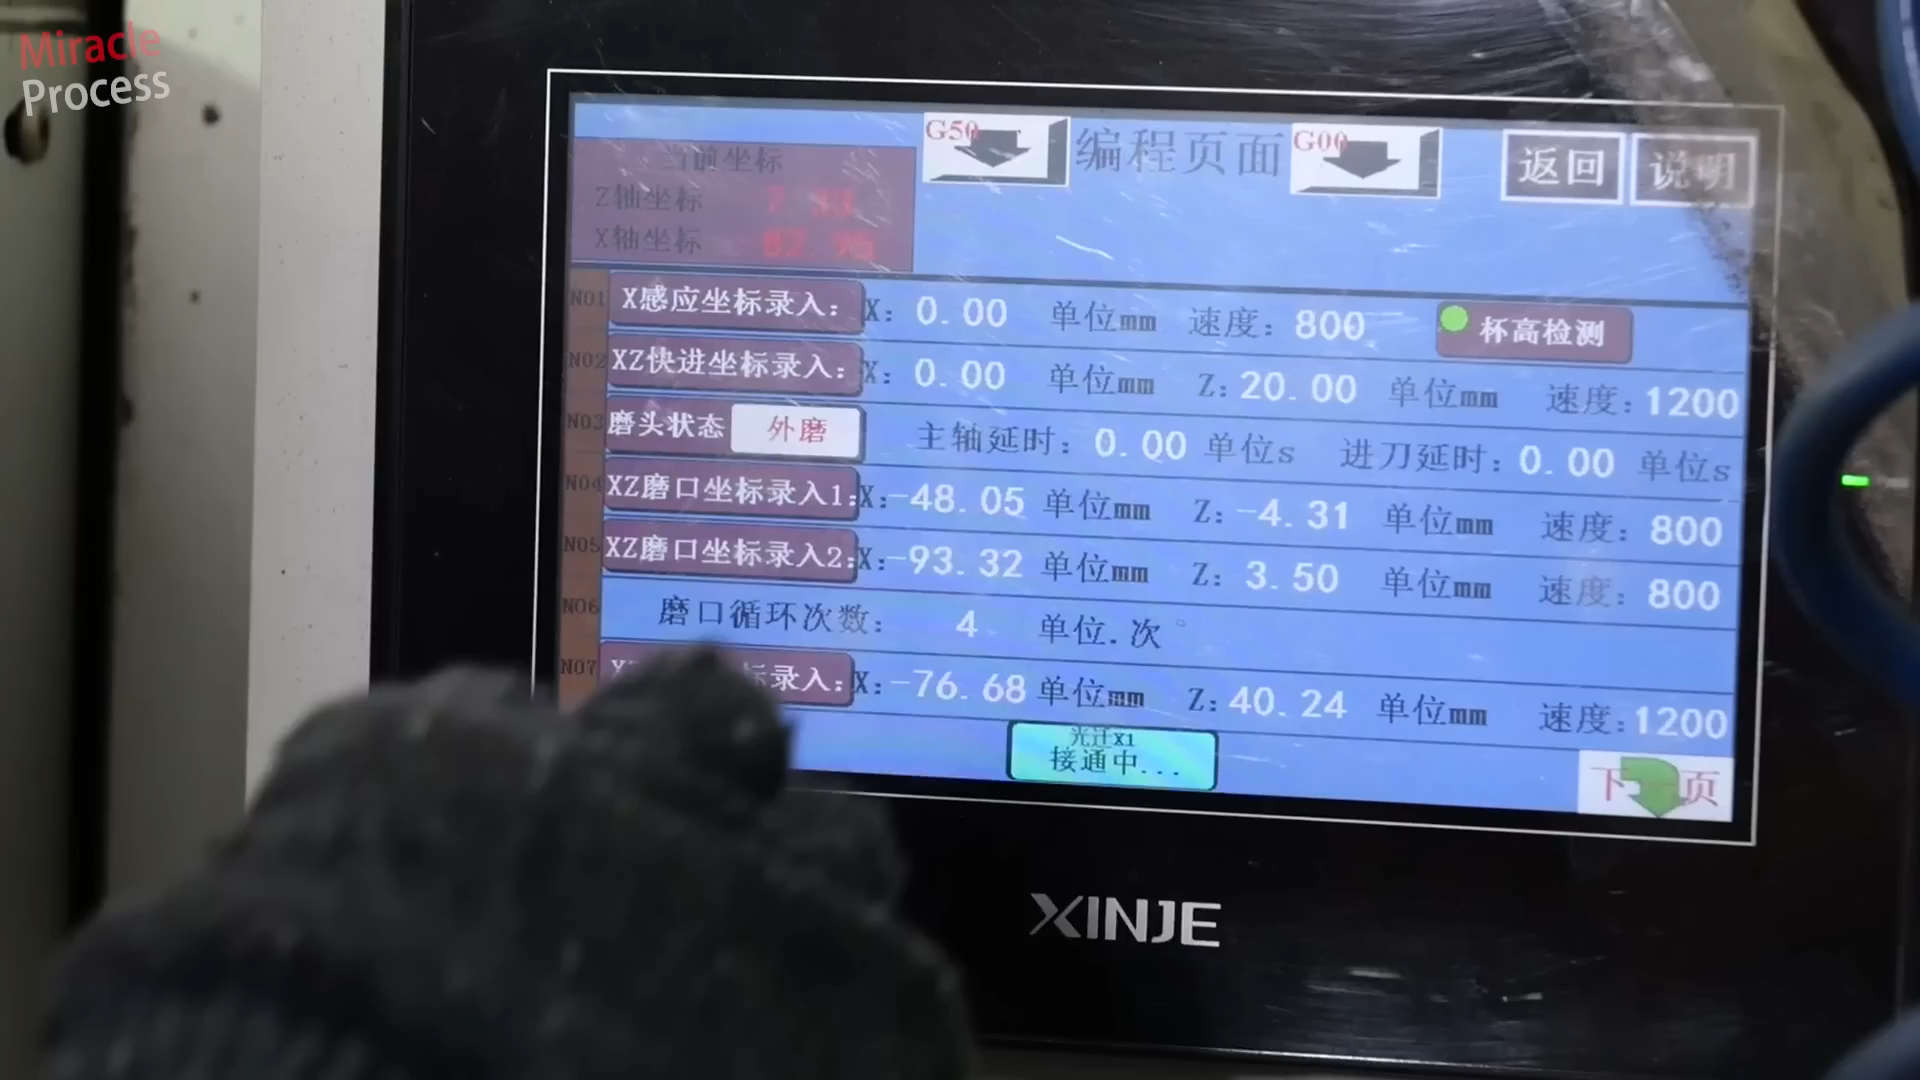 Miracle
Process
G50 编程页面 G00 返回 说明
当前坐标
Z轴坐标
X轴坐标
N01 X感应坐标录入: X: 0.00 单位mm 速度: 800 杯高检测
N02 XZ快进坐标录入: X: 0.00 单位mm Z: 20.00 单位mm 速度: 1200
N03 磨头状态 外磨 主轴延时: 0.00 单位s 进刀延时: 0.00 单位s
N04 XZ磨口坐标录入1: X: -48.05 单位mm Z: -4.31 单位mm 速度: 800
N05 XZ磨口坐标录入2: X: -93.32 单位mm Z: 3.50 单位mm 速度: 800
N06 磨口循环次数: 4 单位.次
N07 标录入: X: -76.68 单位mm Z: 40.24 单位mm 速度: 1200
X1
接通中...
下 页
XINJE